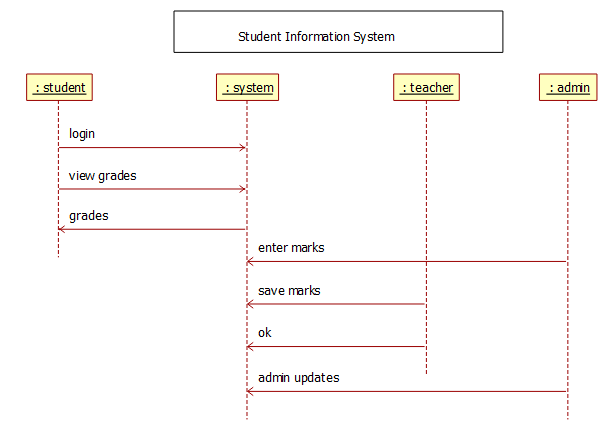 Student Information System
: student
: system
: teacher
: admin
login
view grades
grades
enter marks
save marks
ok
admin updates